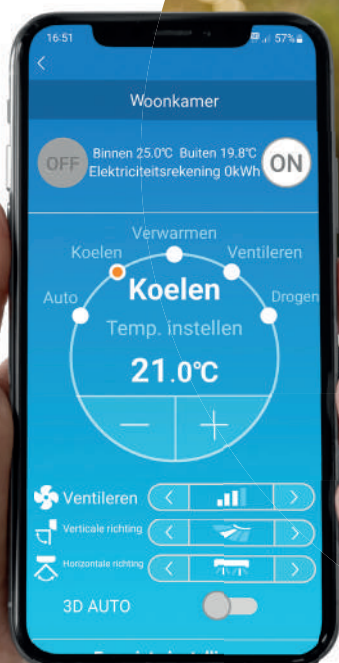 16:51 57%
Woonkamer
OFF
Binnen 25.0°C Buiten 19.8°C
Elektriciteitsrekening 0kWh
ON
Verwarmen
Koelen
Ventileren
Auto
Koelen
Drogen
Temp. instellen
21.0°C
Ventileren
Verticale richting
Horizontale richting
3D AUTO